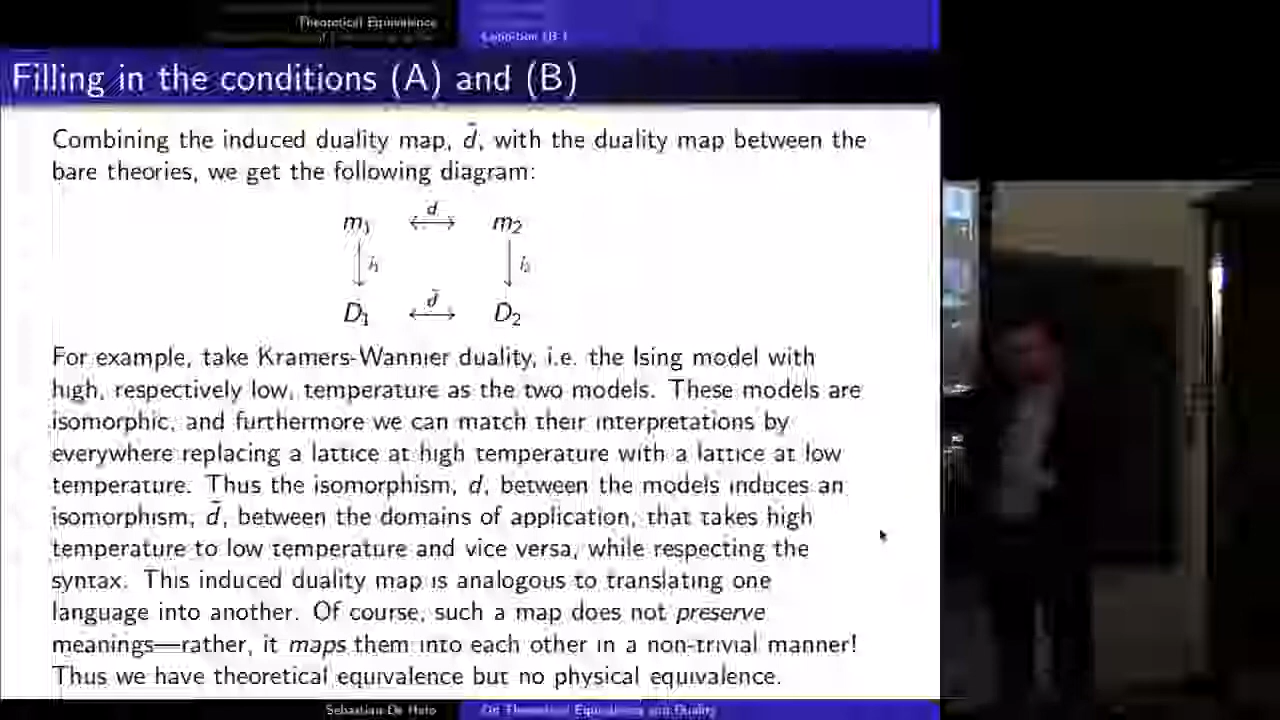 Theoretical Equivalence
Filling in the conditions (A) and (B)
Combining the induced duality map, d̃, with the duality map between the
bare theories, we get the following diagram:
m₁ d m₂
i₁ i₂
D₁ d̃ D₂
For example, take Kramers-Wannier duality, i.e. the Ising model with
high, respectively low, temperature as the two models. These models are
isomorphic, and furthermore we can match their interpretations by
everywhere replacing a lattice at high temperature with a lattice at low
temperature. Thus the isomorphism, d, between the models induces an
isomorphism, d̃, between the domains of application, that takes high
temperature to low temperature and vice versa, while respecting the
syntax. This induced duality map is analogous to translating one
language into another. Of course, such a map does not preserve
meanings—rather, it maps them into each other in a non-trivial manner!
Thus we have theoretical equivalence but no physical equivalence.
Sebastian De Haro On Theoretical Equivalence and Duality